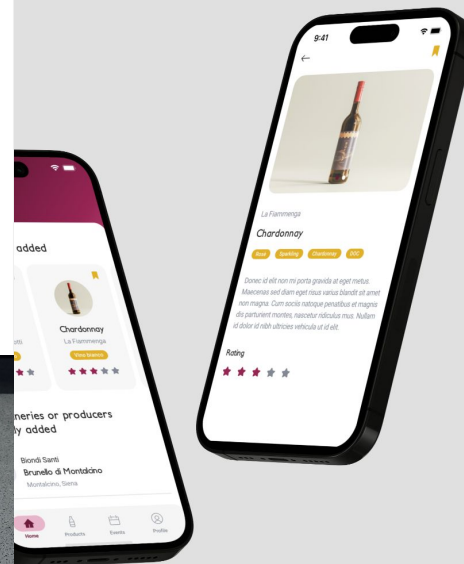 9:41
La Fiammenga
Chardonnay
Rosé Sparkling Chardonnay DOC
Donec id elit non mi porta gravida at eget metus.
Maecenas sed diam eget risus varius blandit sit amet
non magna. Cum sociis natoque penatibus et magnis
dis parturient montes, nascetur ridiculus mus. Nullam
id dolor id nibh ultricies vehicula ut id elit.
Rating
added
Chardonnay
La Fiammenga
Vino bianco
neries or producers
ly added
Biondi Santi
Brunello di Montalcino
Montalcino, Siena
Home Products Events Profile